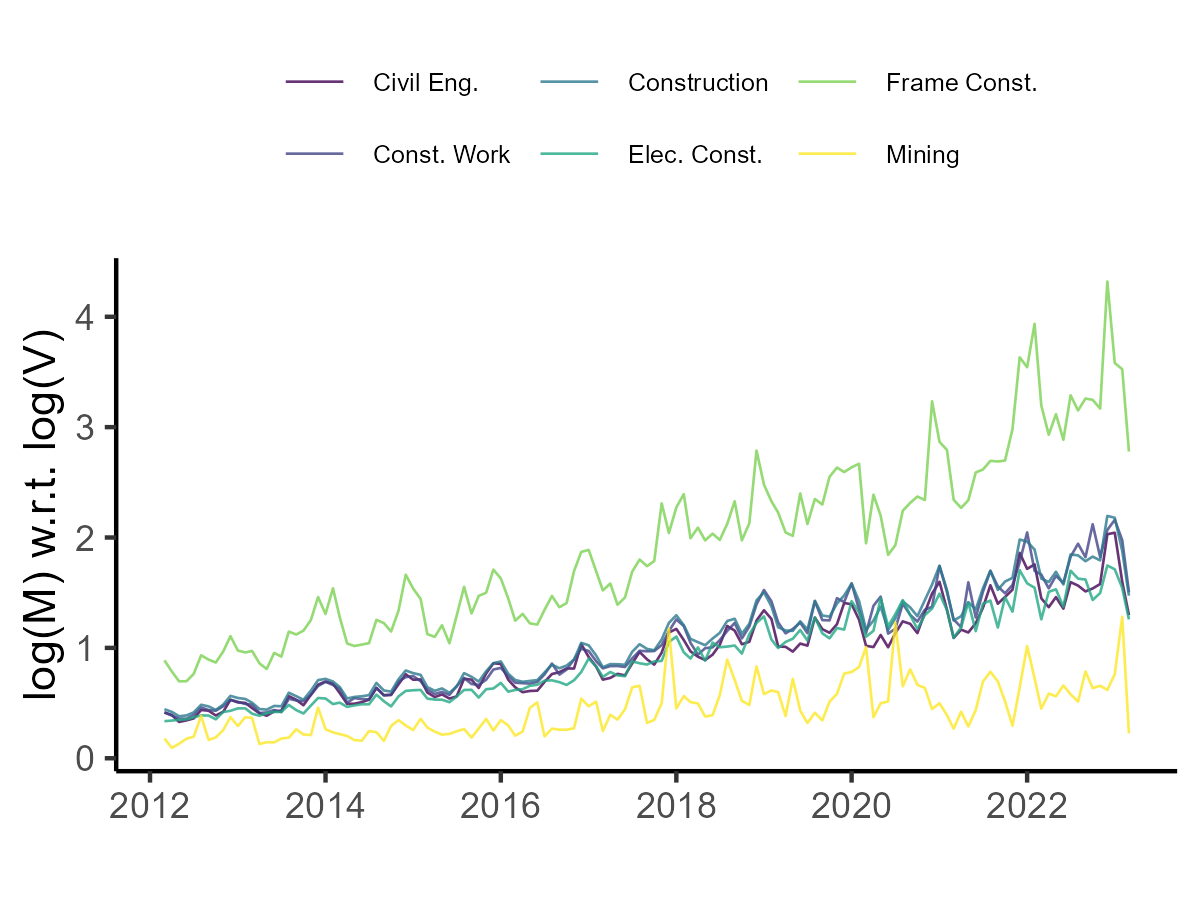 Civil Eng. Construction Frame Const.
Const. Work Elec. Const. Mining
log(M) w.r.t. log(V)
4
3
2
1
0
2012 2014 2016 2018 2020 2022